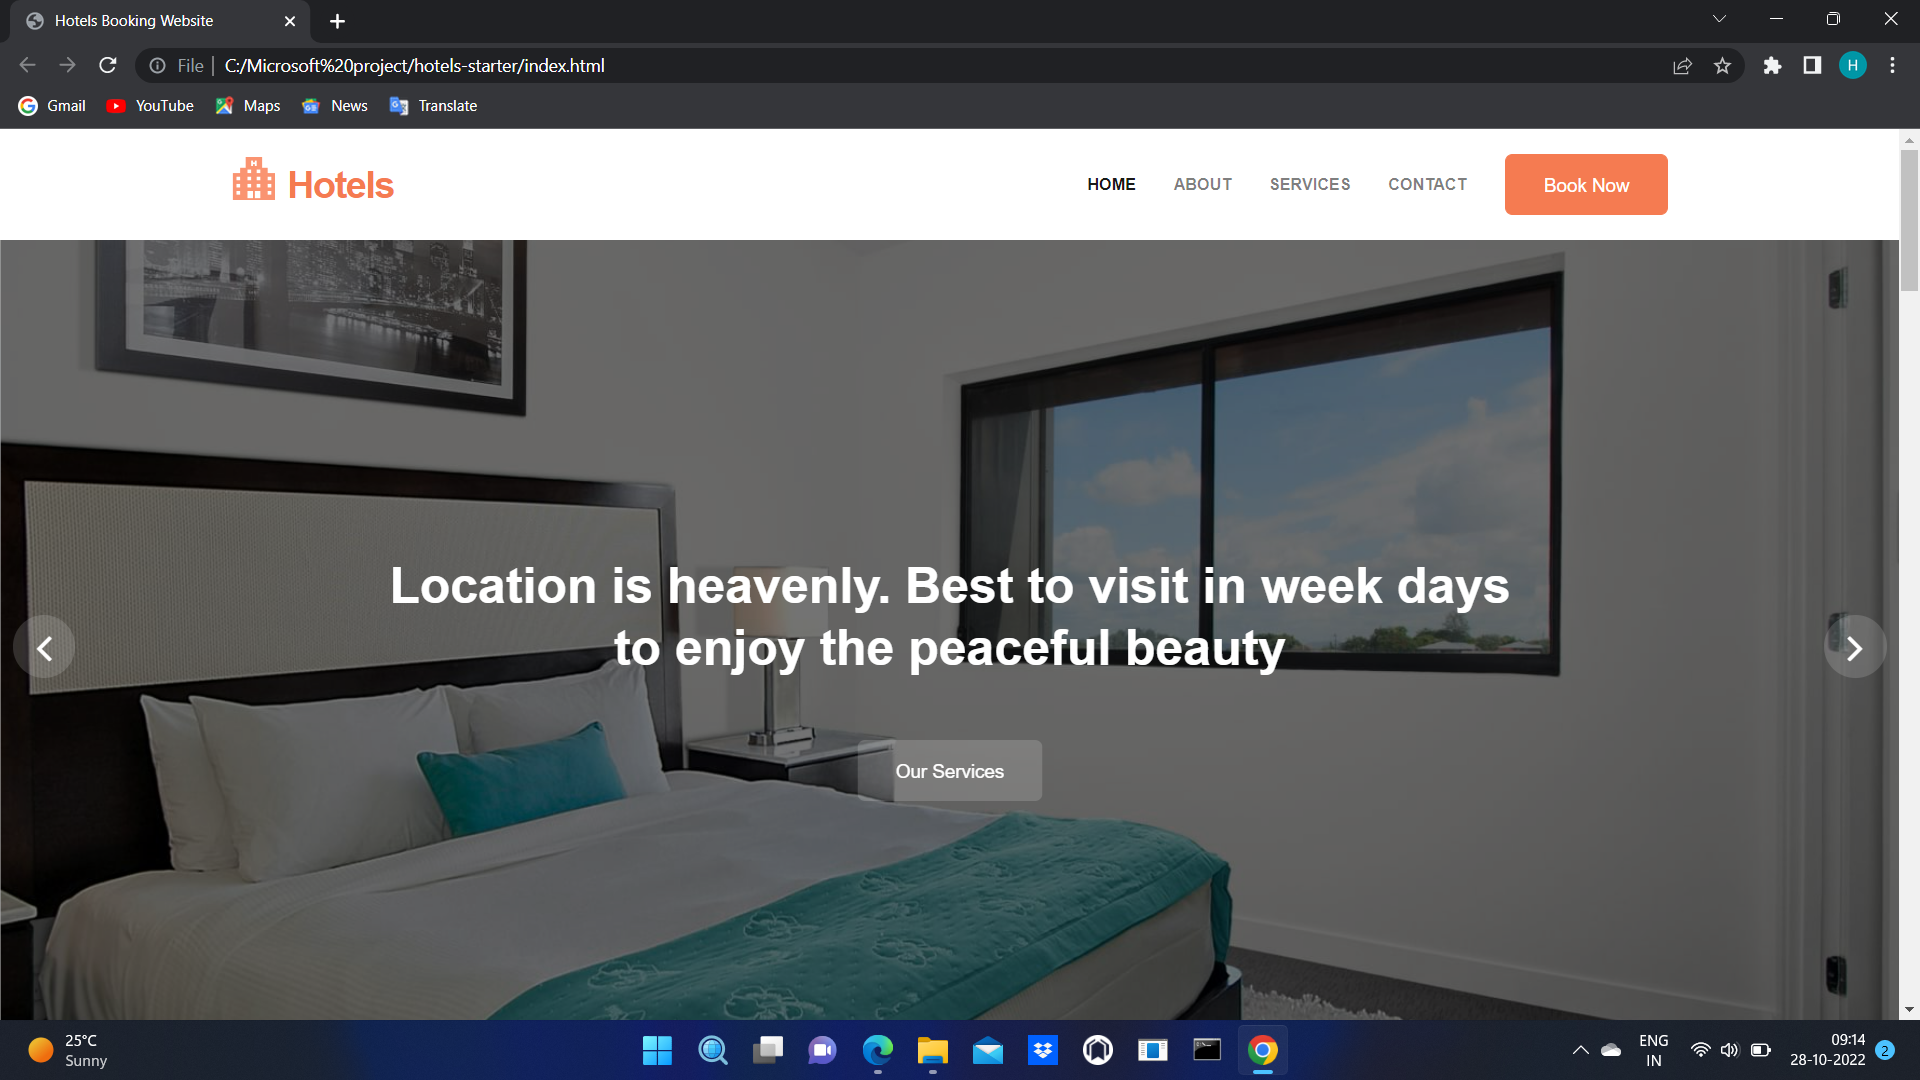 Hotels Booking Website
File
C:/Microsoft%20project/hotels-starter/index.html
H
Gmail
YouTube
Maps
News
Translate
H
Hotels
HOME
ABOUT
SERVICES
CONTACT
Book Now
Location is heavenly. Best to visit in week days
to enjoy the peaceful beauty
Our Services
25°C
Sunny
ENG
IN
09:14
28-10-2022
2